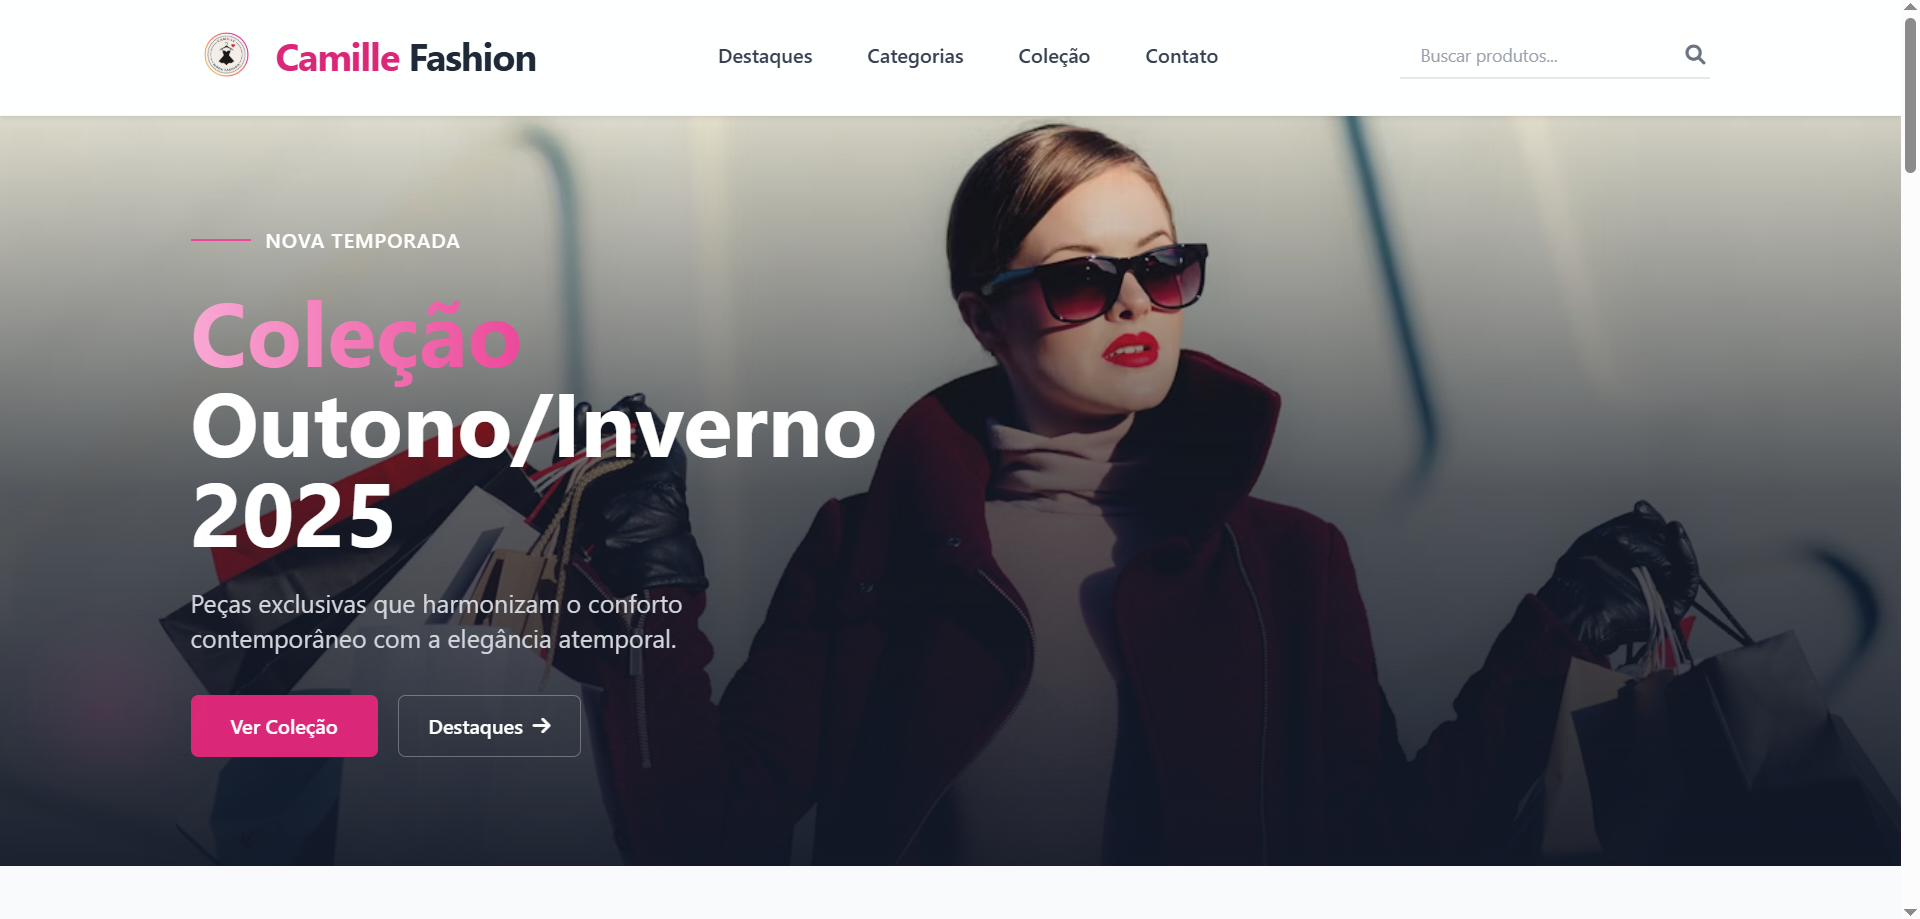 Camille Fashion
Destaques
Categorias
Coleção
Contato
Buscar produtos...
NOVA TEMPORADA
Coleção
Outono/Inverno
2025
Peças exclusivas que harmonizam o conforto
contemporâneo com a elegância atemporal.
Ver Coleção
Destaques →